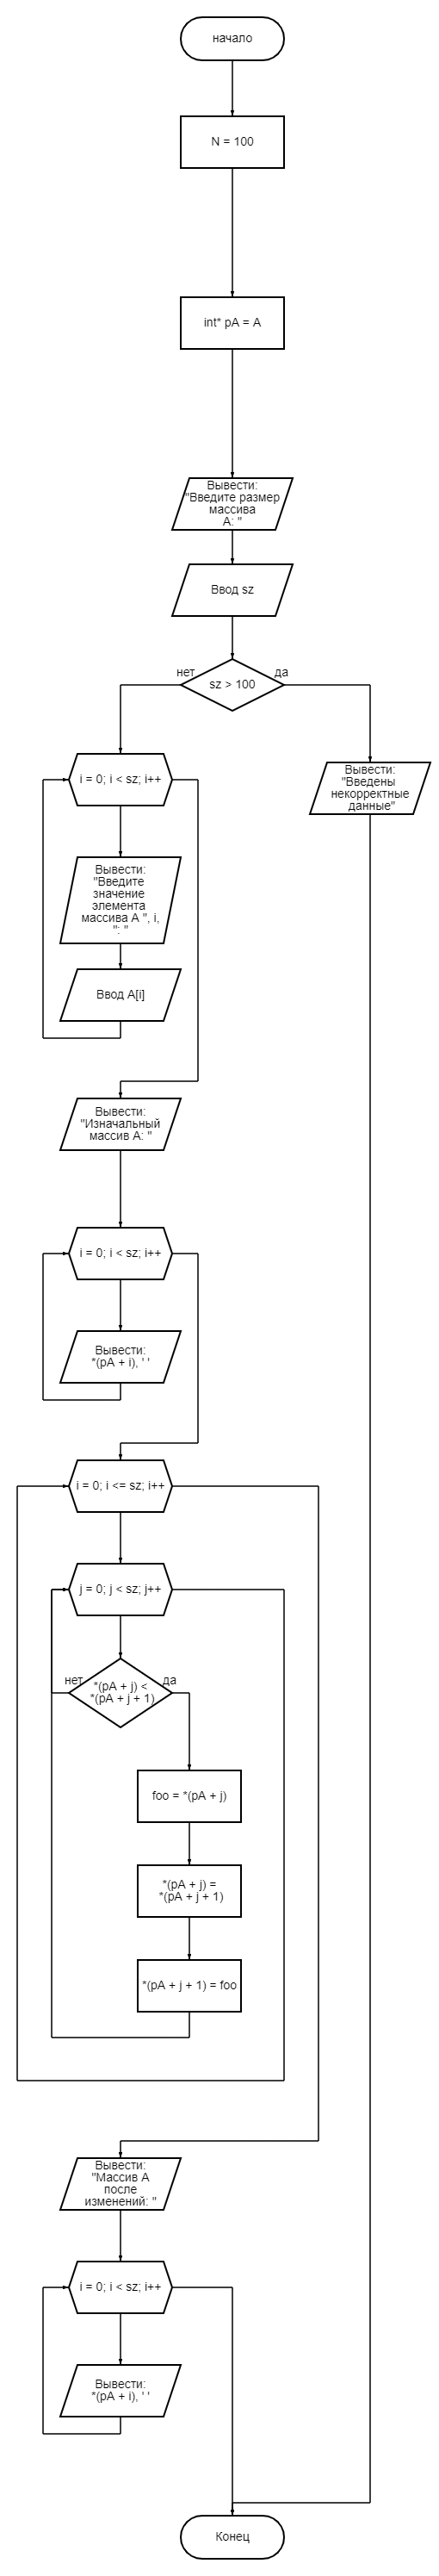 начало
N = 100
int* pA = A
Вывести:
"Введите размер
массива
A: "
Ввод sz
нет
да
sz > 100
i = 0; i < sz; i++
Вывести:
"Введены
некорректные
данные"
Вывести:
"Введите
значение
элемента
массива A ", i,
": "
Ввод A[i]
Вывести:
"Изначальный
массив A: "
i = 0; i < sz; i++
Вывести:
*(pA + i), ' '
i = 0; i <= sz; i++
j = 0; j < sz; j++
нет
да
*(pA + j) <
*(pA + j + 1)
foo = *(pA + j)
*(pA + j) =
*(pA + j + 1)
*(pA + j + 1) = foo
Вывести:
"Массив A
после
изменений: "
i = 0; i < sz; i++
Вывести:
*(pA + i), ' '
Конец